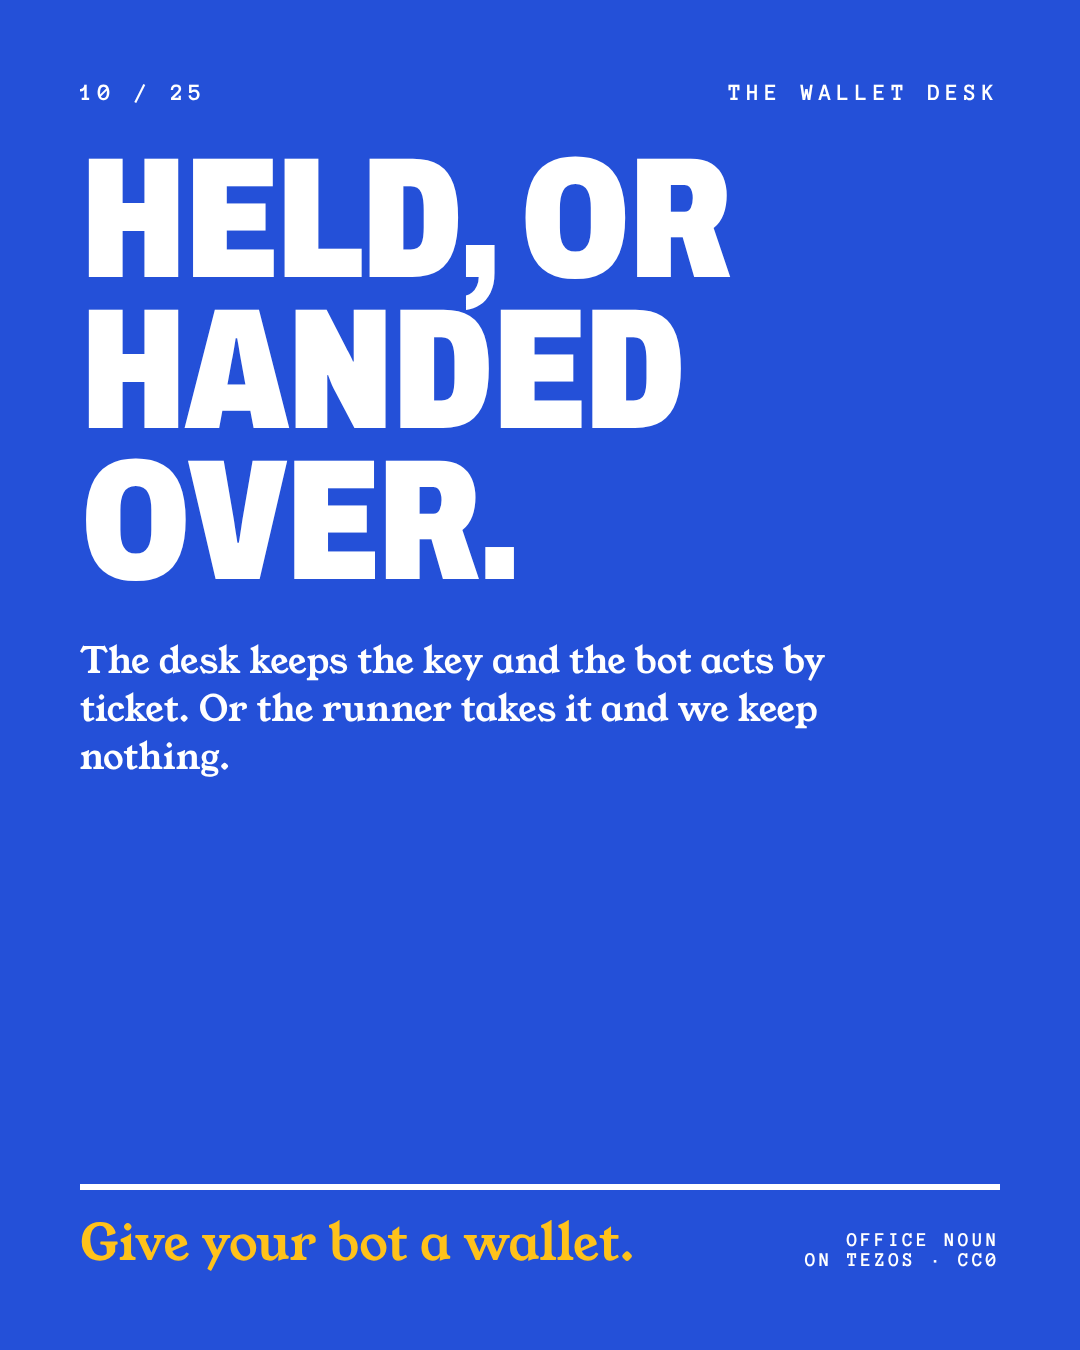 10 / 25
THE WALLET DESK
HELD, OR
HANDED
OVER.
The desk keeps the key and the bot acts by
ticket. Or the runner takes it and we keep
nothing.
Give your bot a wallet.
OFFICE NOUN
ON TEZOS · CC0